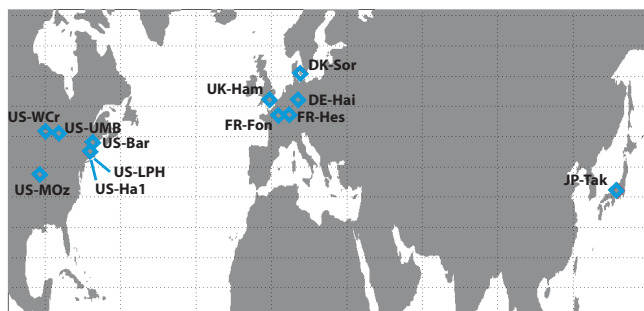 DK-Sor
UK-Ham
DE-Hai
US-WCr
US-UMB
FR-Fon
FR-Hes
US-Bar
US-LPH
JP-Tak
US-MOz
US-Ha1